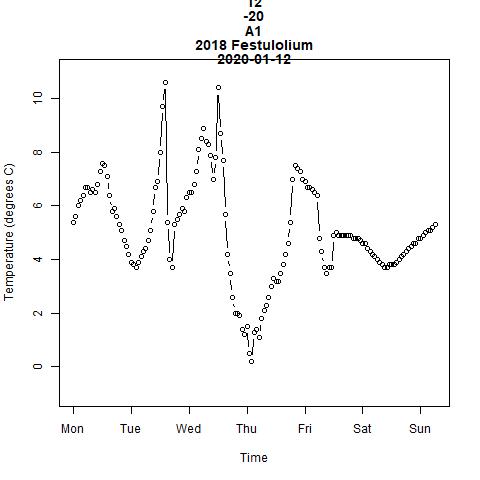 12
-20
A1
2018 Festulolium
2020-01-12
Temperature (degrees C)
10
8
6
4
2
0
Mon Tue Wed Thu Fri Sat Sun
Time